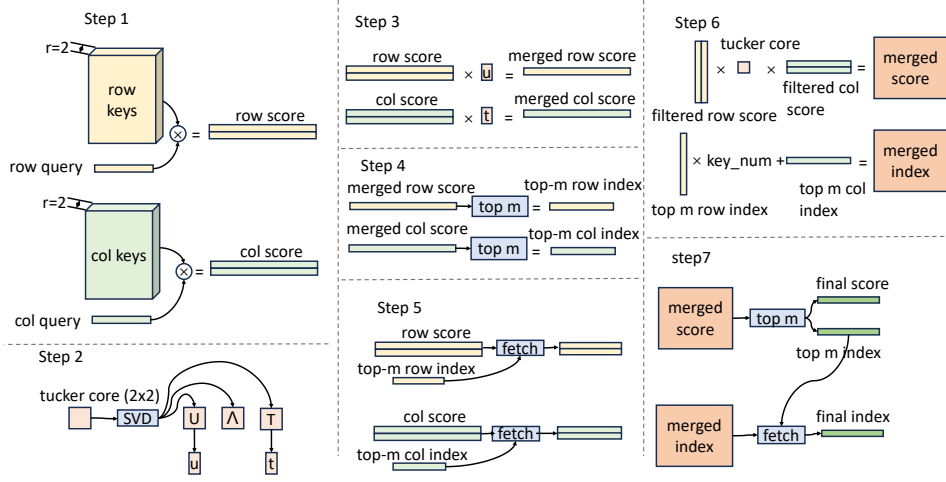 Step 1
r=2
row
keys
row query
×
=
row score
r=2
col keys
col query
×
=
col score
Step 2
tucker core (2x2)
SVD
U
Λ
T
u
t
Step 3
row score
× u =
merged row score
col score
× t =
merged col score
Step 4
merged row score
top m
=
top-m row index
merged col score
top m
=
top-m col index
Step 5
row score
fetch
top-m row index
col score
fetch
top-m col index
Step 6
tucker core
× × =
filtered row score
filtered col
score
merged
score
× key_num + =
top m row index
top m col
index
merged
index
step7
merged
score
top m
final score
top m index
merged
index
fetch
final index